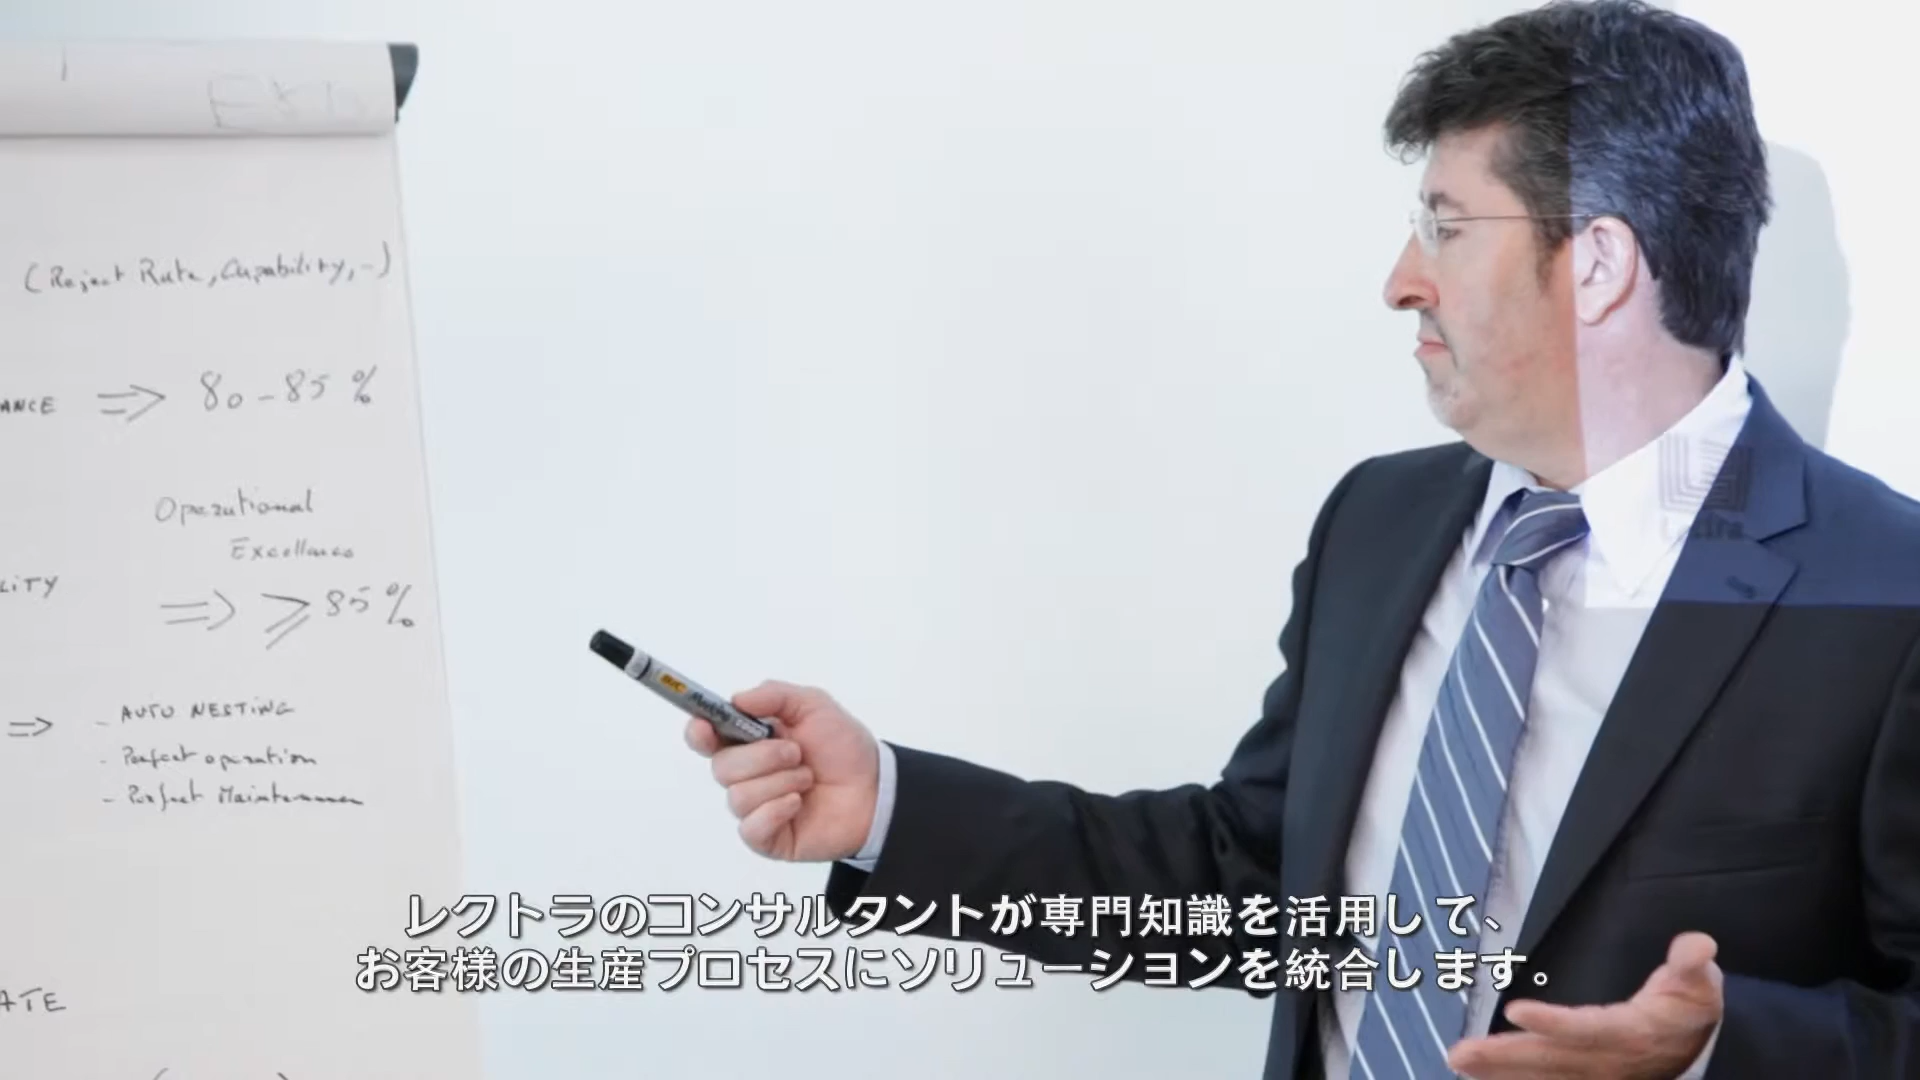 (Reject Rate, Capability, -)
ANCE ⇒ 80-85 %
Operational
Excellence
LITY
⇒ ⩾ 85 %
⇒ - AUTO NESTING
- Perfect operation
- Perfect Maintenance
BIC
レクトラのコンサルタントが専門知識を活用して、
お客様の生産プロセスにソリューションを統合します。
ATE